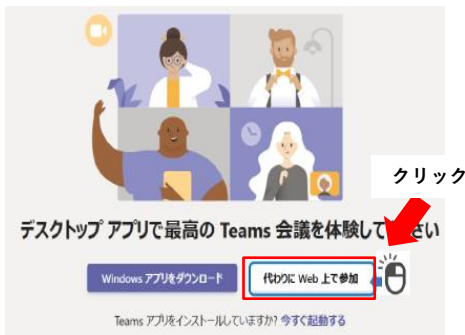 クリック
デスクトップ アプリで最高の Teams 会議を体験して さい
Windows アプリをダウンロード
代わりに Web 上で参加
Teams アプリをインストールしていますか? 今すぐ起動する